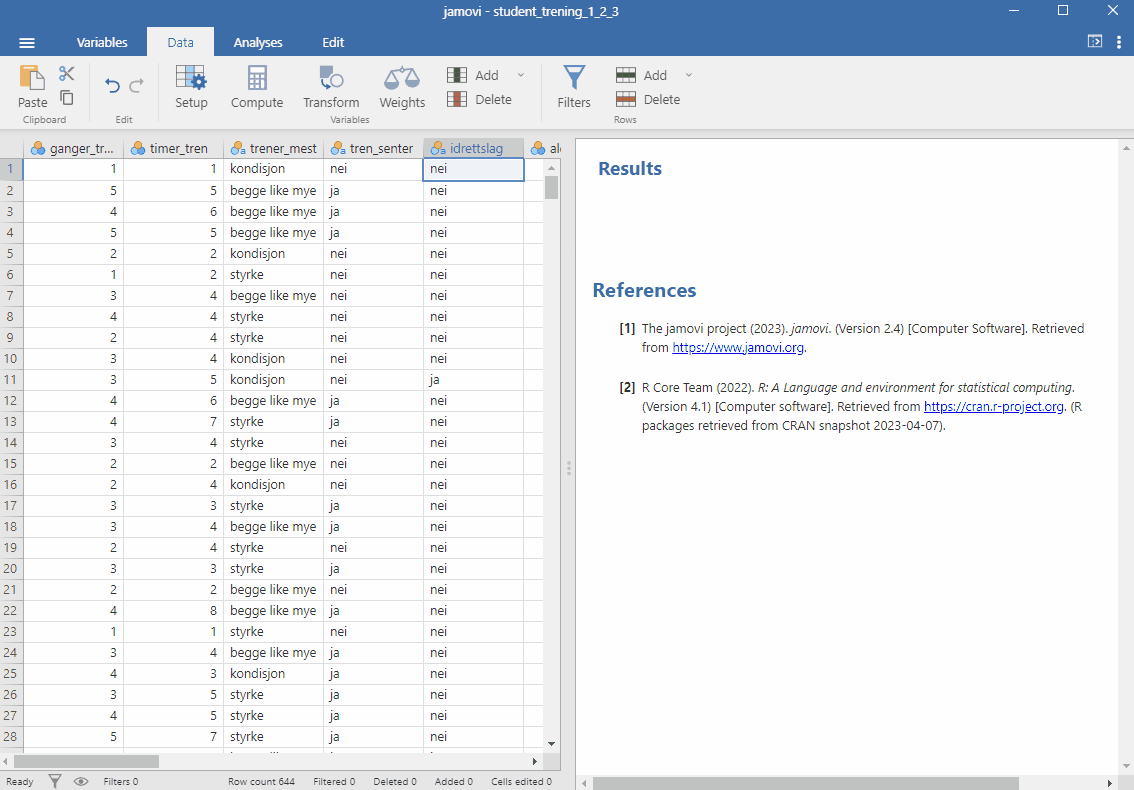 jamovi - student_trening_1_2_3
Variables Data Analyses Edit
Paste Setup Compute Transform Weights Add Delete Filters Add Delete
Clipboard Edit Variables Rows
ganger_tr... timer_tren trener_mest tren_senter idrettslag al
1 1 1 kondisjon nei nei
2 5 5 begge like mye ja nei
3 4 6 begge like mye ja nei
4 5 5 begge like mye ja nei
5 2 2 kondisjon nei nei
6 1 2 styrke nei nei
7 3 4 begge like mye nei nei
8 4 4 styrke nei nei
9 2 4 styrke nei nei
10 3 4 kondisjon nei nei
11 3 5 kondisjon nei ja
12 4 6 begge like mye ja nei
13 4 7 styrke ja nei
14 3 4 styrke nei nei
15 2 2 begge like mye nei nei
16 2 4 kondisjon nei nei
17 3 3 styrke ja nei
18 3 4 begge like mye ja nei
19 2 4 styrke nei nei
20 3 3 styrke ja nei
21 2 2 begge like mye nei nei
22 4 8 begge like mye ja nei
23 1 1 styrke nei nei
24 3 4 begge like mye ja nei
25 4 3 kondisjon ja nei
26 3 5 styrke ja nei
27 4 5 styrke ja nei
28 5 7 styrke ja nei
Ready Filters 0 Row count 644 Filtered 0 Deleted 0 Added 0 Cells edited 0
Results
References
[1] The jamovi project (2023). jamovi. (Version 2.4) [Computer Software]. Retrieved
from https://www.jamovi.org.
[2] R Core Team (2022). R: A Language and environment for statistical computing.
(Version 4.1) [Computer software]. Retrieved from https://cran.r-project.org. (R
packages retrieved from CRAN snapshot 2023-04-07).